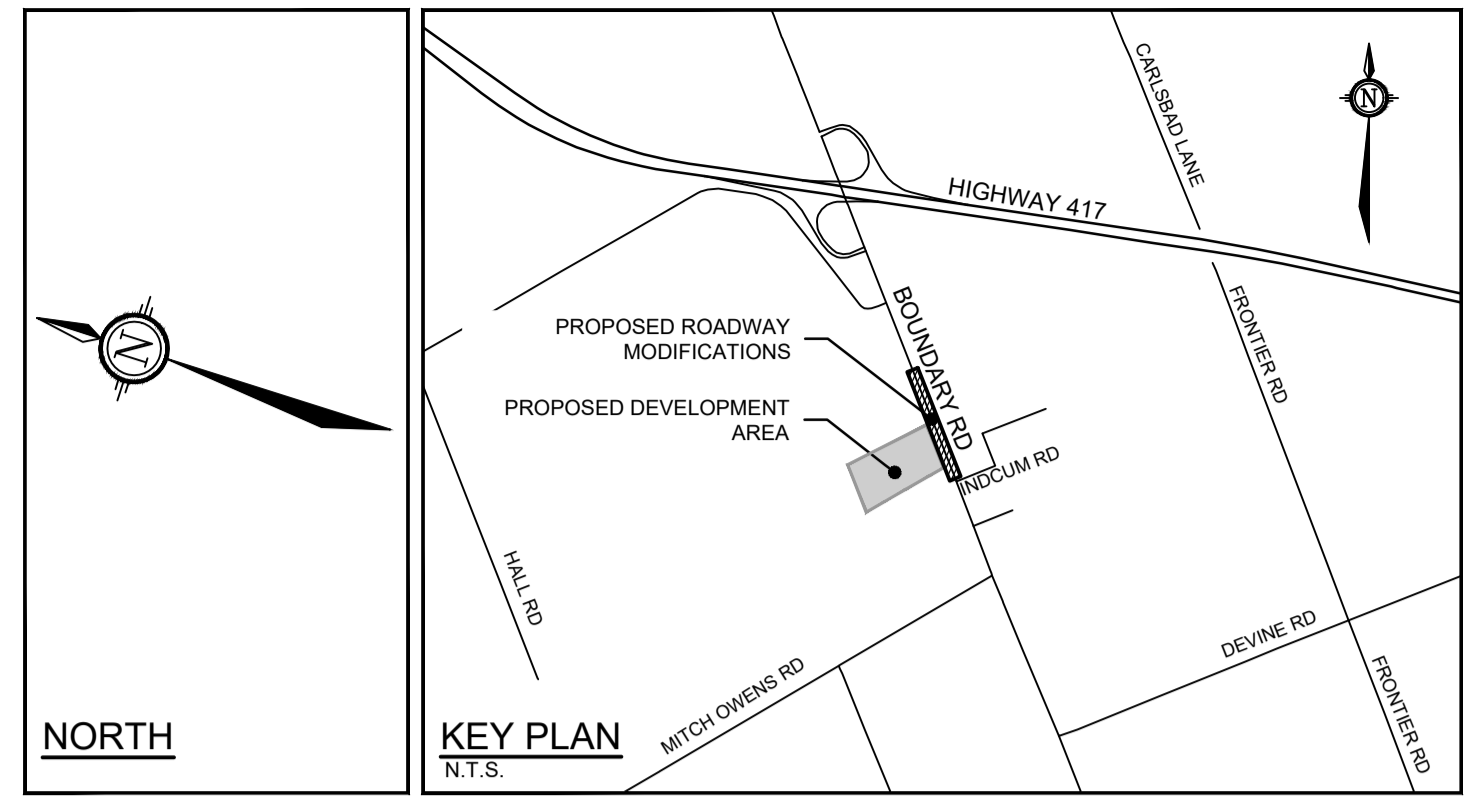 N
NORTH
CARLSBAD LANE
N
HIGHWAY 417
BOUNDARY RD
FRONTIER RD
PROPOSED ROADWAY
MODIFICATIONS
PROPOSED DEVELOPMENT
AREA
INDCUM RD
HALL RD
DEVINE RD
MITCH OWENS RD
FRONTIER RD
KEY PLAN
N.T.S.